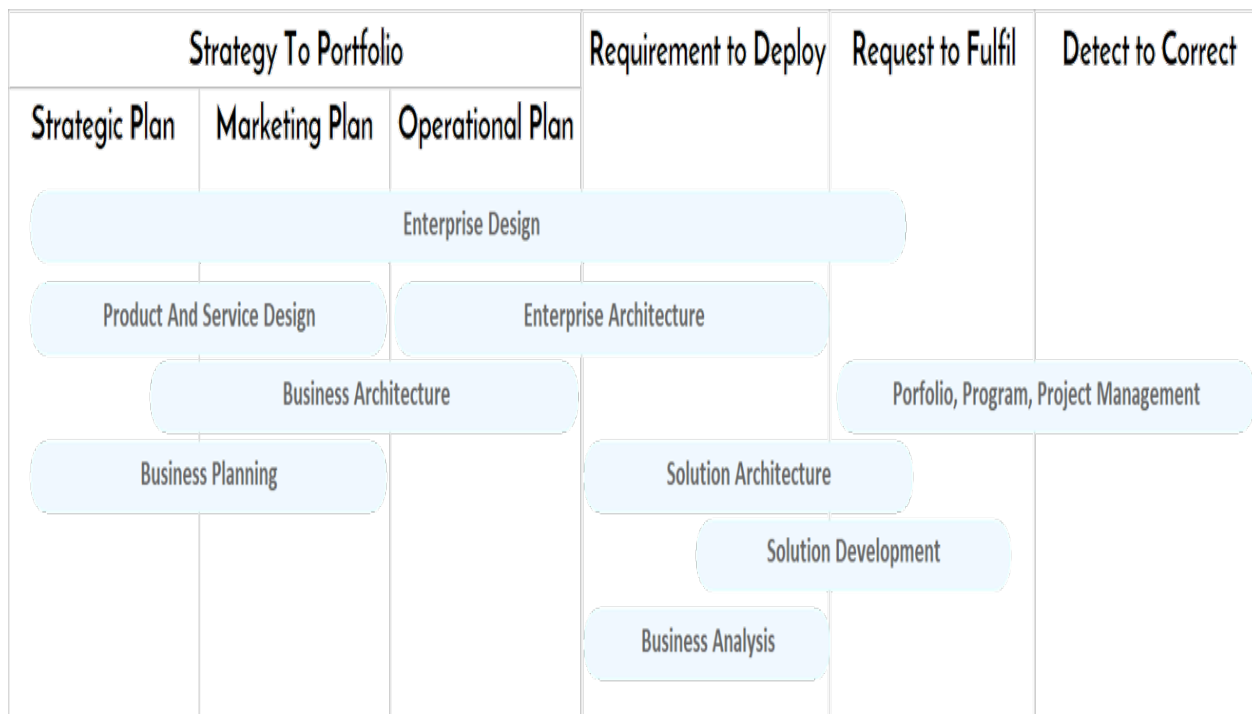 Strategy To Portfolio
Requirement to Deploy
Request to Fulfil
Detect to Correct
Strategic Plan
Marketing Plan
Operational Plan
Enterprise Design
Product And Service Design
Enterprise Architecture
Business Architecture
Porfolio, Program, Project Management
Business Planning
Solution Architecture
Solution Development
Business Analysis